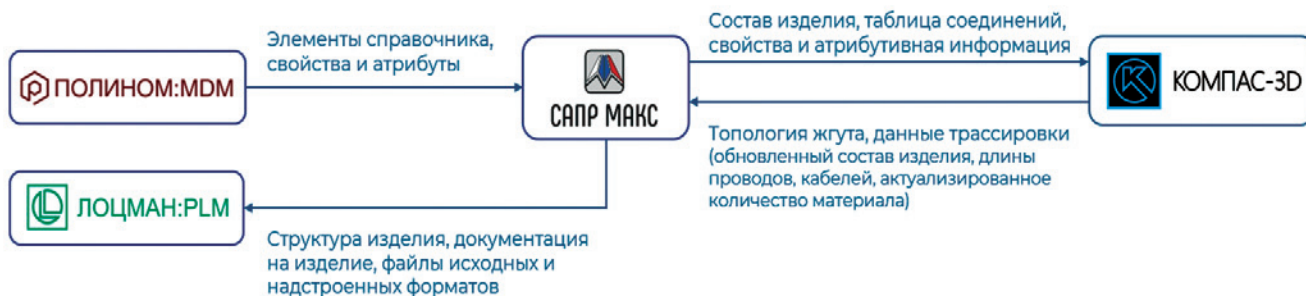 Элементы справочника,
свойства и атрибуты
ПОЛИНОМ:MDM
САПР МАКС
Состав изделия, таблица соединений,
свойства и атрибутивная информация
КОМПАС-3D
Топология жгута, данные трассировки
(обновленный состав изделия, длины
проводов, кабелей, актуализированное
количество материала)
ЛОЦМАН:PLM
Структура изделия, документация
на изделие, файлы исходных и
надстроенных форматов